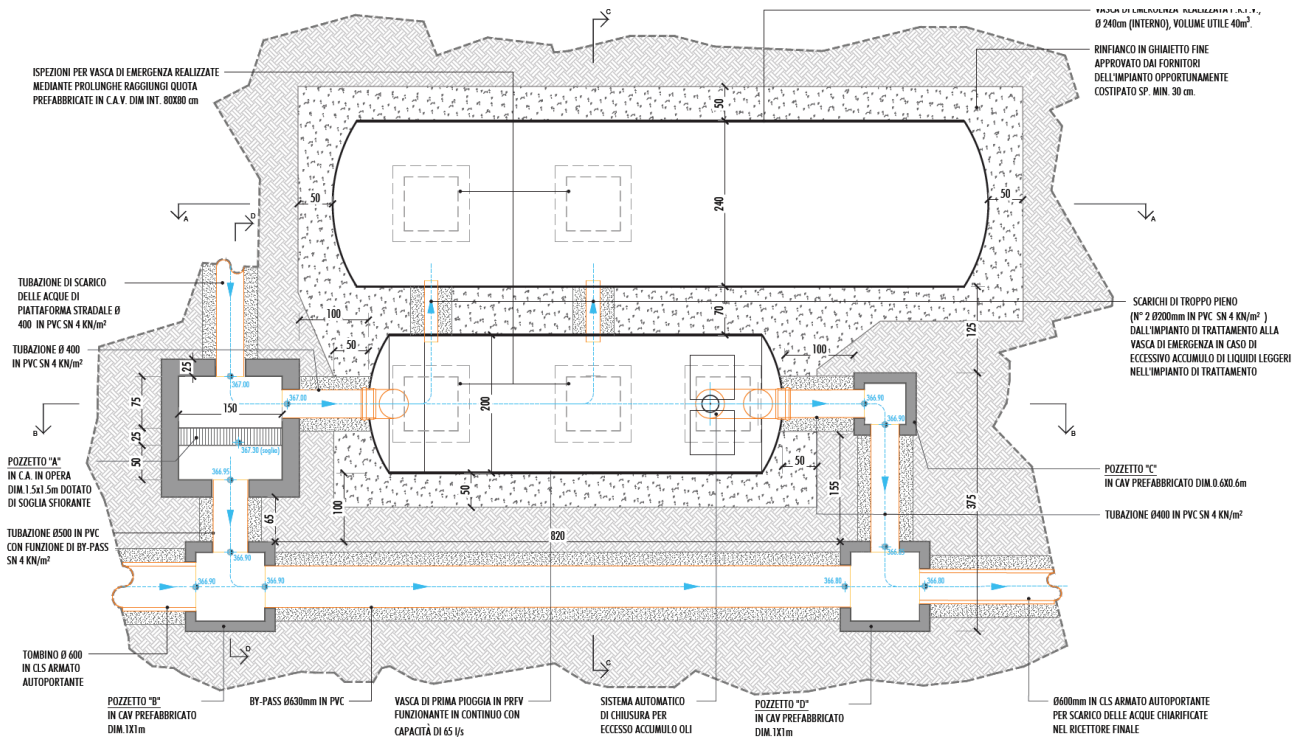 VASCA DI EMERGENZA REALIZZATA P.R.F.V.,
Ø 240cm (INTERNO), VOLUME UTILE 40m³.
RINFIANCO IN GHIAIETTO FINE
APPROVATO DAI FORNITORI
DELL'IMPIANTO OPPORTUNAMENTE
COSTIPATO SP. MIN. 30 cm.
ISPEZIONI PER VASCA DI EMERGENZA REALIZZATE
MEDIANTE PROLUNGHE RAGGIUNGI QUOTA
PREFABBRICATE IN C.A.V. DIM INT. 80X80 cm
C
50
50
240
50
A
A
D
TUBAZIONE DI SCARICO
DELLE ACQUE DI
PIATTAFORMA STRADALE Ø
400 IN PVC SN 4 KN/m²
TUBAZIONE Ø 400
IN PVC SN 4 KN/m²
SCARICHI DI TROPPO PIENO
(N° 2 Ø200mm IN PVC SN 4 KN/m² )
DALL'IMPIANTO DI TRATTAMENTO ALLA
VASCA DI EMERGENZA IN CASO DI
ECCESSIVO ACCUMULO DI LIQUIDI LEGGERI
NELL'IMPIANTO DI TRATTAMENTO
100
70
125
50
100
25
367.00
75
150
367.00
200
366.90
366.90
B
B
25
367.30 (soglia)
50
366.95
POZZETTO "A"
IN C.A. IN OPERA
DIM.1.5x1.5m DOTATO
DI SOGLIA SFIORANTE
POZZETTO "C"
IN CAV PREFABBRICATO DIM.0.6X0.6m
50
50
100
155
375
65
TUBAZIONE Ø400 IN PVC SN 4 KN/m²
TUBAZIONE Ø500 IN PVC
CON FUNZIONE DI BY-PASS
SN 4 KN/m²
820
366.90
366.85
366.90
366.90
366.80
366.80
TOMBINO Ø 600
IN CLS ARMATO
AUTOPORTANTE
D
C
POZZETTO "B"
IN CAV PREFABBRICATO
DIM.1X1m
BY-PASS Ø630mm IN PVC
VASCA DI PRIMA PIOGGIA IN PRFV
FUNZIONANTE IN CONTINUO CON
CAPACITÀ DI 65 l/s
SISTEMA AUTOMATICO
DI CHIUSURA PER
ECCESSO ACCUMULO OLI
POZZETTO "D"
IN CAV PREFABBRICATO
DIM.1X1m
Ø600mm IN CLS ARMATO AUTOPORTANTE
PER SCARICO DELLE ACQUE CHIARIFICATE
NEL RICETTORE FINALE